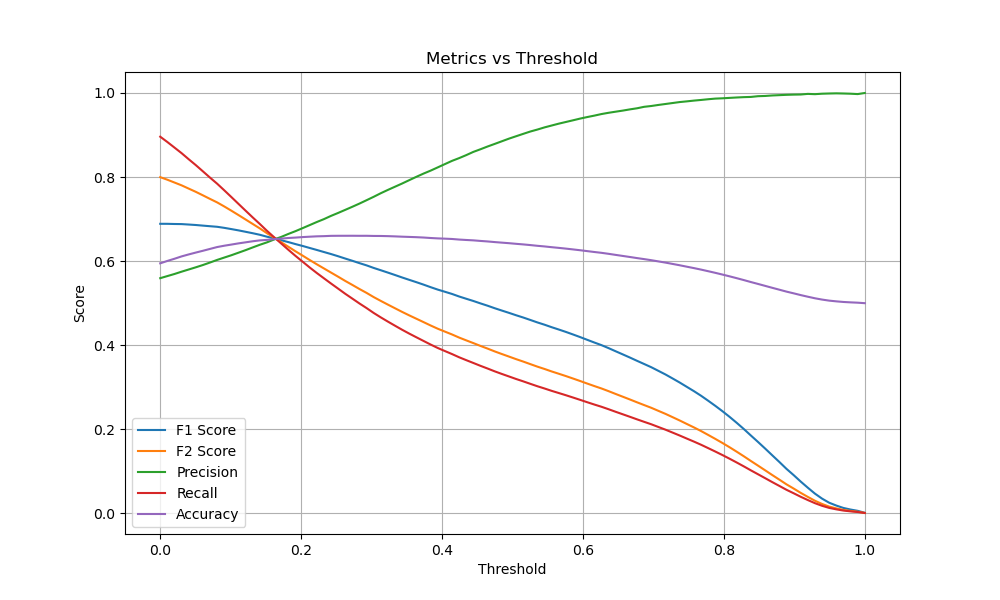 Metrics vs Threshold
1.0
0.8
0.6
0.4
0.2
0.0
Score
F1 Score
F2 Score
Precision
Recall
Accuracy
0.0 0.2 0.4 0.6 0.8 1.0
Threshold